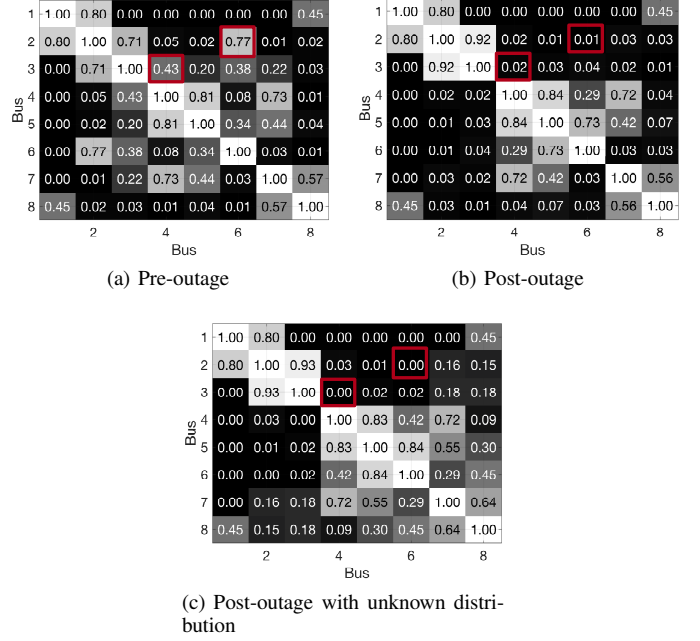 1 1.00 0.80 0.00 0.00 0.00 0.00 0.00 0.45
2 0.80 1.00 0.71 0.05 0.02 0.77 0.01 0.02
3 0.00 0.71 1.00 0.43 0.20 0.38 0.22 0.03
4 0.00 0.05 0.43 1.00 0.81 0.08 0.73 0.01
5 0.00 0.02 0.20 0.81 1.00 0.34 0.44 0.04
6 0.00 0.77 0.38 0.08 0.34 1.00 0.03 0.01
7 0.00 0.01 0.22 0.73 0.44 0.03 1.00 0.57
8 0.45 0.02 0.03 0.01 0.04 0.01 0.57 1.00
Bus
2 4 6 8
Bus
(a) Pre-outage
1 1.00 0.80 0.00 0.00 0.00 0.00 0.00 0.45
2 0.80 1.00 0.92 0.02 0.01 0.01 0.03 0.03
3 0.00 0.92 1.00 0.02 0.03 0.04 0.02 0.01
4 0.00 0.02 0.02 1.00 0.84 0.29 0.72 0.04
5 0.00 0.01 0.03 0.84 1.00 0.73 0.42 0.07
6 0.00 0.01 0.04 0.29 0.73 1.00 0.03 0.03
7 0.00 0.03 0.02 0.72 0.42 0.03 1.00 0.56
8 0.45 0.03 0.01 0.04 0.07 0.03 0.56 1.00
Bus
2 4 6 8
Bus
(b) Post-outage
1 1.00 0.80 0.00 0.00 0.00 0.00 0.00 0.45
2 0.80 1.00 0.93 0.03 0.01 0.00 0.16 0.15
3 0.00 0.93 1.00 0.00 0.02 0.02 0.18 0.18
4 0.00 0.03 0.00 1.00 0.83 0.42 0.72 0.09
5 0.00 0.01 0.02 0.83 1.00 0.84 0.55 0.30
6 0.00 0.00 0.02 0.42 0.84 1.00 0.29 0.45
7 0.00 0.16 0.18 0.72 0.55 0.29 1.00 0.64
8 0.45 0.15 0.18 0.09 0.30 0.45 0.64 1.00
Bus
2 4 6 8
Bus
(c) Post-outage with unknown distri-
bution